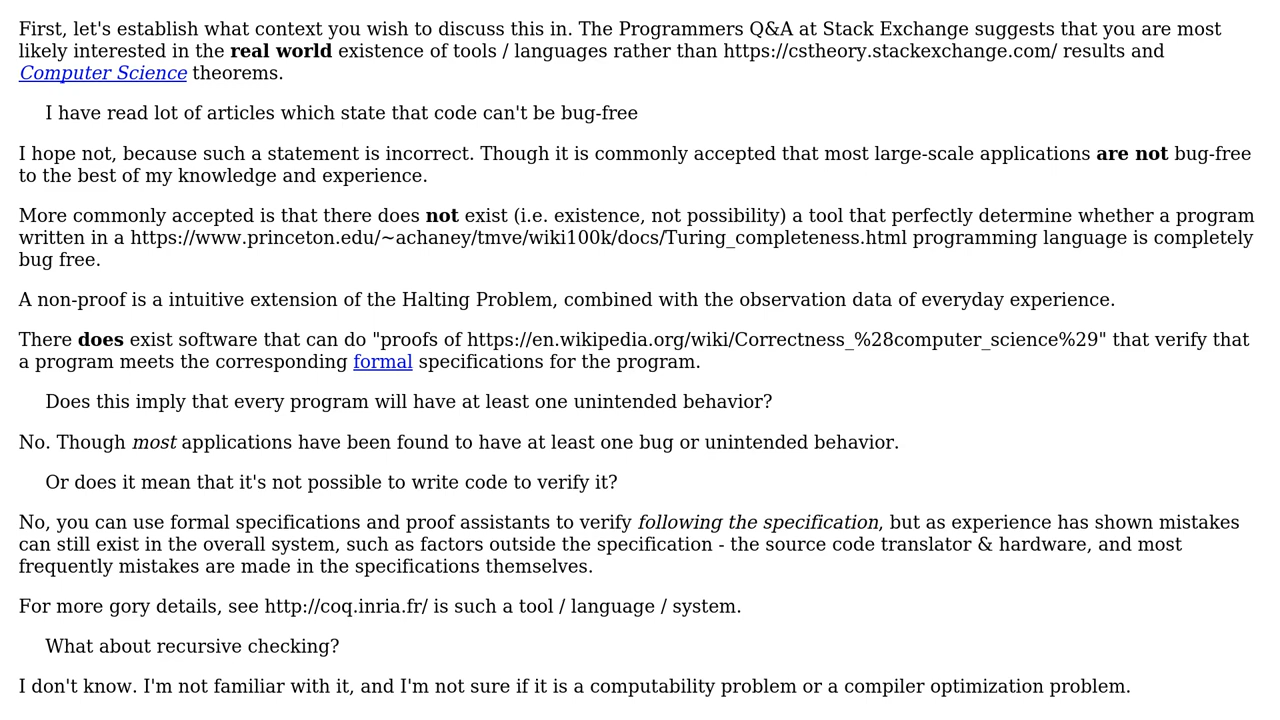 First, let's establish what context you wish to discuss this in. The Programmers Q&A at Stack Exchange suggests that you are most
likely interested in the real world existence of tools / languages rather than https://cstheory.stackexchange.com/ results and
Computer Science theorems.
I have read lot of articles which state that code can't be bug-free
I hope not, because such a statement is incorrect. Though it is commonly accepted that most large-scale applications are not bug-free
to the best of my knowledge and experience.
More commonly accepted is that there does not exist (i.e. existence, not possibility) a tool that perfectly determine whether a program
written in a https://www.princeton.edu/~achaney/tmve/wiki100k/docs/Turing_completeness.html programming language is completely
bug free.
A non-proof is a intuitive extension of the Halting Problem, combined with the observation data of everyday experience.
There does exist software that can do "proofs of https://en.wikipedia.org/wiki/Correctness_%28computer_science%29" that verify that
a program meets the corresponding formal specifications for the program.
Does this imply that every program will have at least one unintended behavior?
No. Though most applications have been found to have at least one bug or unintended behavior.
Or does it mean that it's not possible to write code to verify it?
No, you can use formal specifications and proof assistants to verify following the specification, but as experience has shown mistakes
can still exist in the overall system, such as factors outside the specification - the source code translator & hardware, and most
frequently mistakes are made in the specifications themselves.
For more gory details, see http://coq.inria.fr/ is such a tool / language / system.
What about recursive checking?
I don't know. I'm not familiar with it, and I'm not sure if it is a computability problem or a compiler optimization problem.